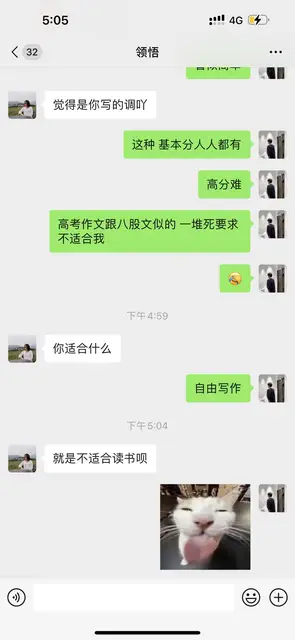 5:05
4G
32
领悟
觉得是你写的调吖
这种 基本分人人都有
高分难
高考作文跟八股文似的 一堆死要求
不适合我
下午4:59
你适合什么
自由写作
下午5:04
就是不适合读书呗